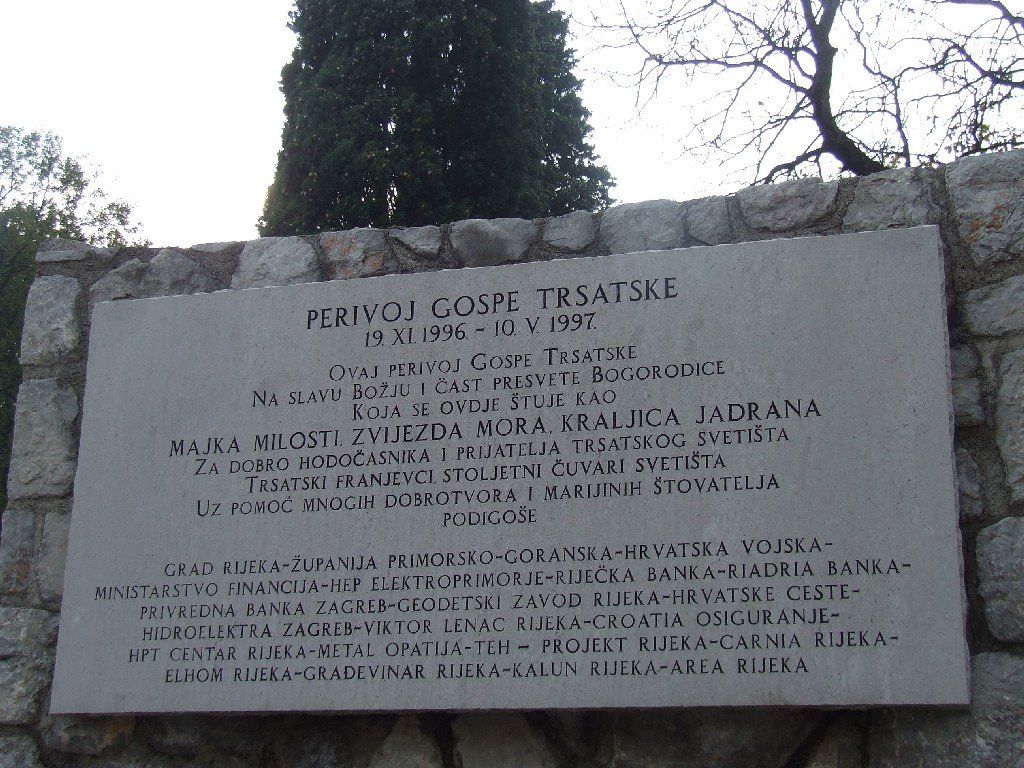 PERIVOJ GOSPE TRSATSKE
19. XI. 1996. - 10. V. 1997.
OVAJ PERIVOJ GOSPE TRSATSKE
NA SLAVU BOŽJU I ČAST PRESVETE BOGORODICE
KOJA SE OVDJE ŠTUJE KAO
MAJKA MILOSTI, ZVIJEZDA MORA, KRALJICA JADRANA
ZA DOBRO HODOČASNIKA I PRIJATELJA TRSATSKOG SVETIŠTA
TRSATSKI FRANJEVCI, STOLJETNI ČUVARI SVETIŠTA
UZ POMOĆ MNOGIH DOBROTVORA I MARIJINIH ŠTOVATELJA
PODIGOŠE
GRAD RIJEKA-ŽUPANIJA PRIMORSKO-GORANSKA-HRVATSKA VOJSKA-
MINISTARSTVO FINANCIJA-HEP ELEKTROPRIMORJE-RIJEČKA BANKA-RIADRIA BANKA-
PRIVREDNA BANKA ZAGREB-GEODETSKI ZAVOD RIJEKA-HRVATSKE CESTE-
HIDROELEKTRA ZAGREB-VIKTOR LENAC RIJEKA-CROATIA OSIGURANJE-
HPT CENTAR RIJEKA-METAL OPATIJA-TEH - PROJEKT RIJEKA-CARNIA RIJEKA-
ELHOM RIJEKA-GRAĐEVINAR RIJEKA-KALUN RIJEKA-AREA RIJEKA